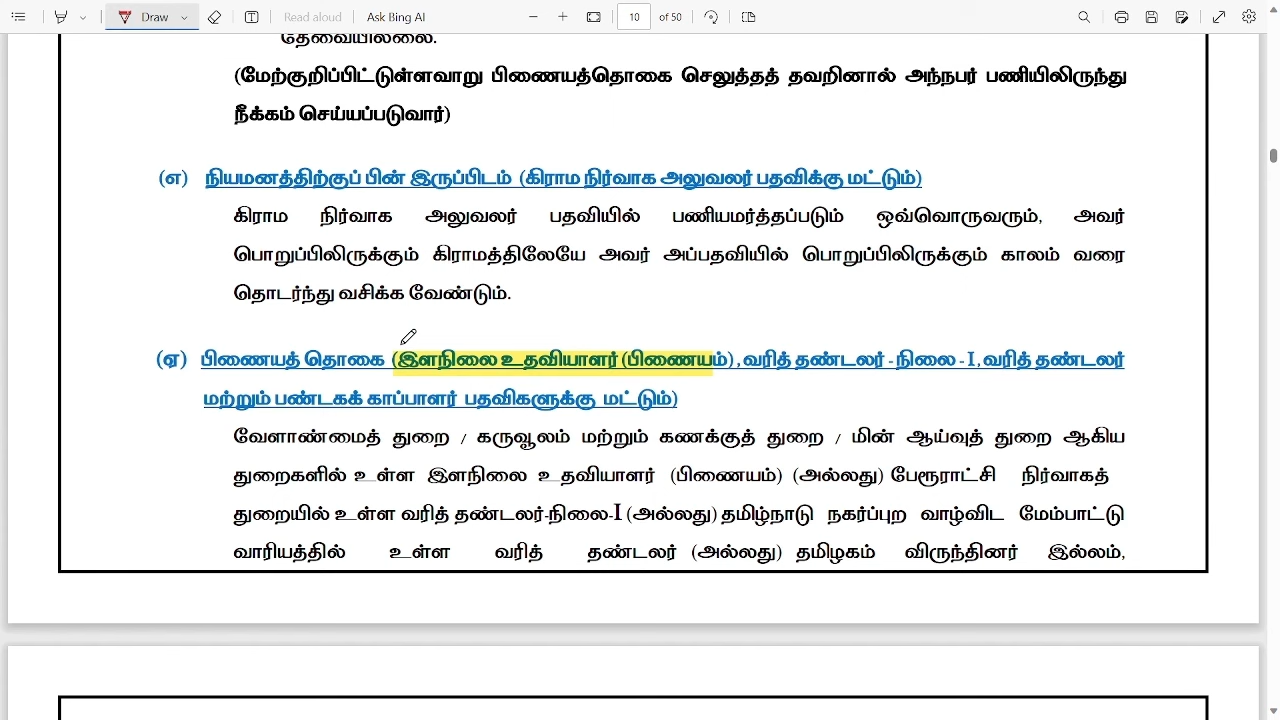 Draw
Read aloud
Ask Bing AI
10 of 50
தேவையில்லை.
(மேற்குறிப்பிட்டுள்ளவாறு பிணையத்தொகை செலுத்தத் தவறினால் அந்நபர் பணியிலிருந்து
நீக்கம் செய்யப்படுவார்)
(எ) நியமனத்திற்குப் பின் இருப்பிடம் (கிராம நிர்வாக அலுவலர் பதவிக்கு மட்டும்)
கிராம நிர்வாக அலுவலர் பதவியில் பணியமர்த்தப்படும் ஒவ்வொருவரும், அவர்
பொறுப்பிலிருக்கும் கிராமத்திலேயே அவர் அப்பதவியில் பொறுப்பிலிருக்கும் காலம் வரை
தொடர்ந்து வசிக்க வேண்டும்.
(ஏ) பிணையத் தொகை (இளநிலை உதவியாளர் (பிணையம்) ,வரித் தண்டலர் - நிலை - I, வரித் தண்டலர்
மற்றும் பண்டகக் காப்பாளர் பதவிகளுக்கு மட்டும்)
வேளாண்மைத் துறை / கருவூலம் மற்றும் கணக்குத் துறை / மின் ஆய்வுத் துறை ஆகிய
துறைகளில் உள்ள இளநிலை உதவியாளர் (பிணையம்) (அல்லது) பேரூராட்சி நிர்வாகத்
துறையில் உள்ள வரித் தண்டலர்-நிலை-I (அல்லது) தமிழ்நாடு நகர்ப்புற வாழ்விட மேம்பாட்டு
வாரியத்தில் உள்ள வரித் தண்டலர் (அல்லது) தமிழகம் விருந்தினர் இல்லம்,